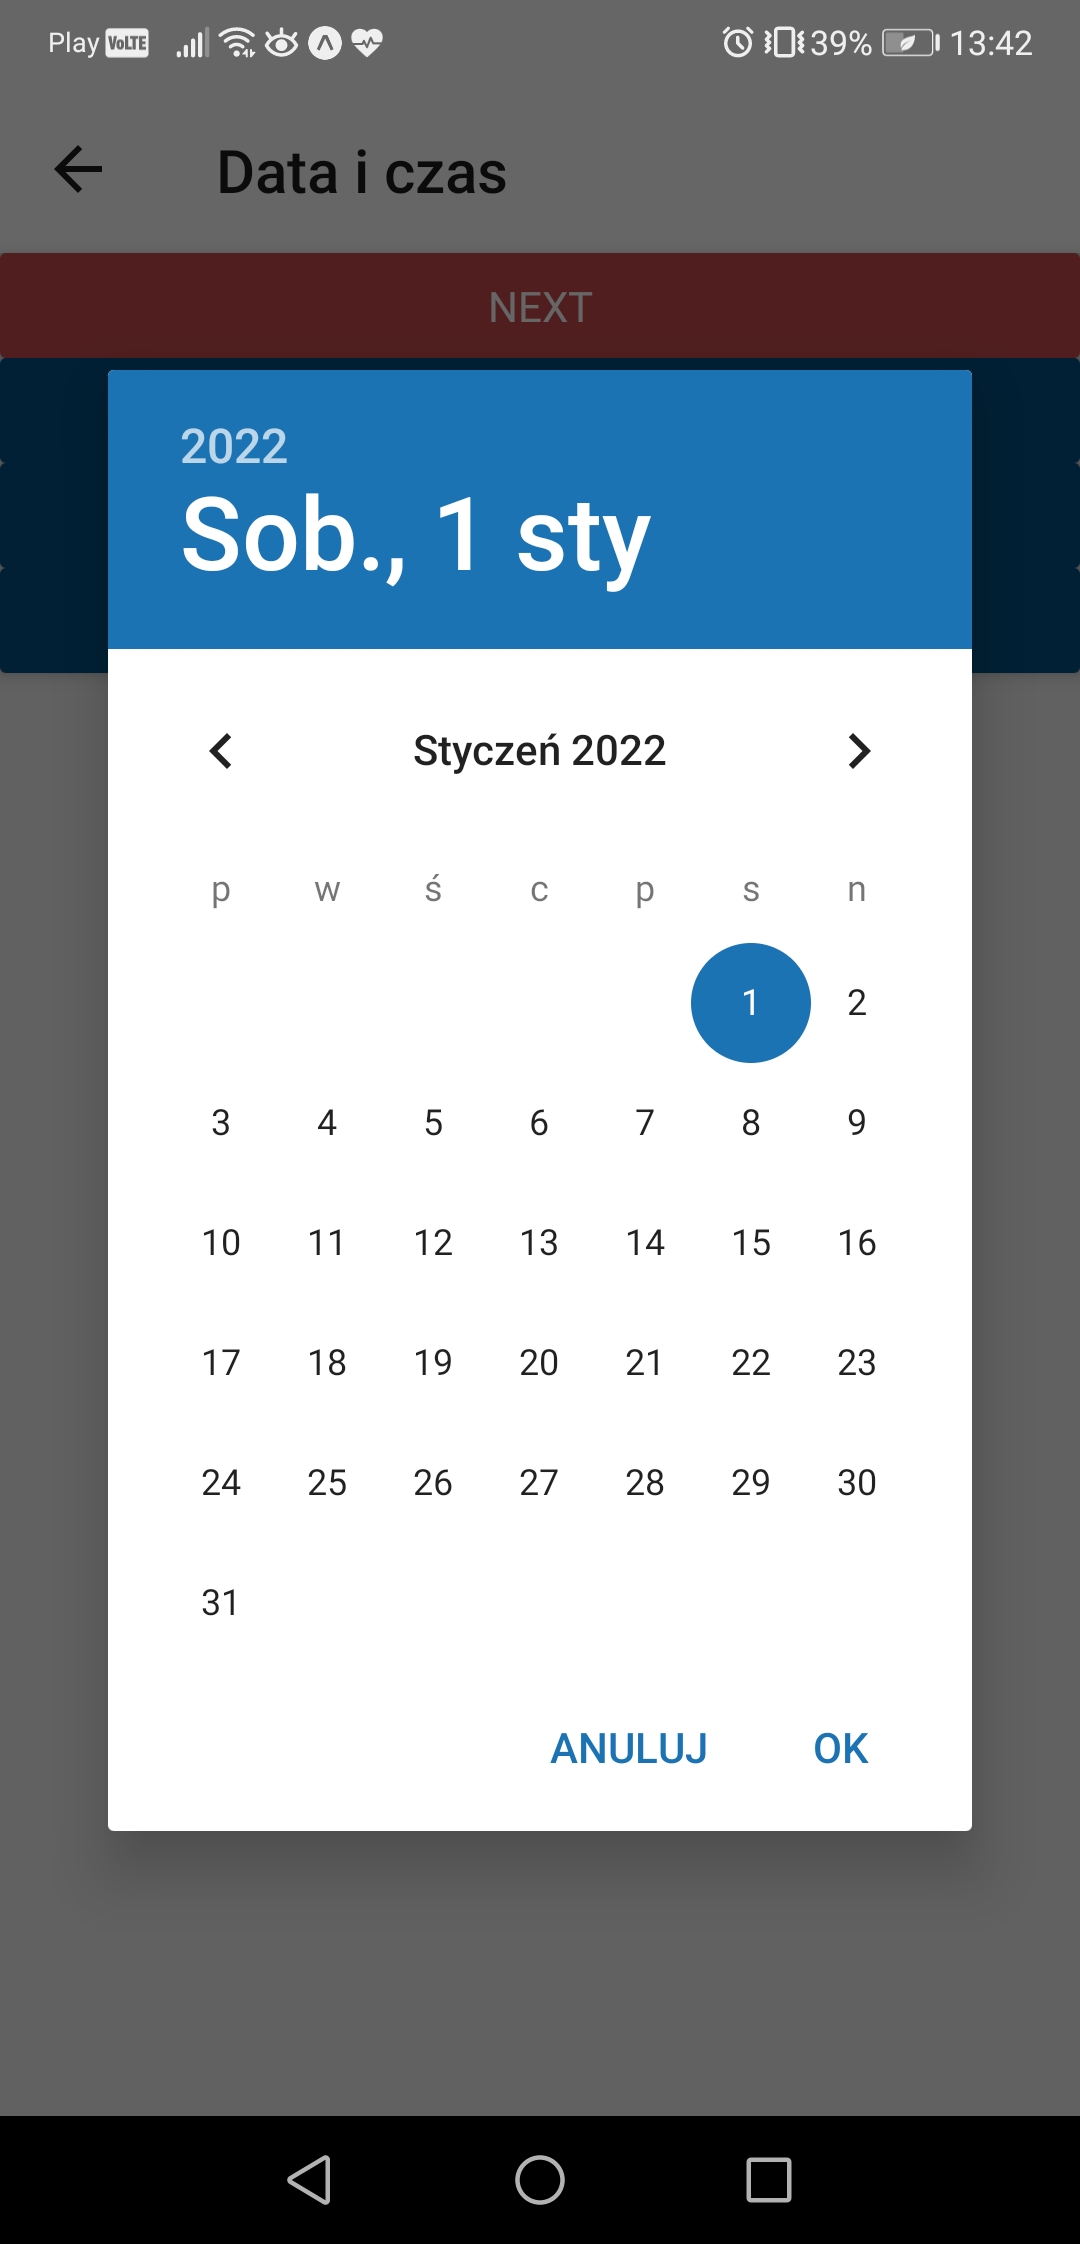 Play VoLTE 39% 13:42
Data i czas
NEXT
2022
Sob., 1 sty
Styczeń 2022
p w ś c p s n
1 2
3 4 5 6 7 8 9
10 11 12 13 14 15 16
17 18 19 20 21 22 23
24 25 26 27 28 29 30
31
ANULUJ OK